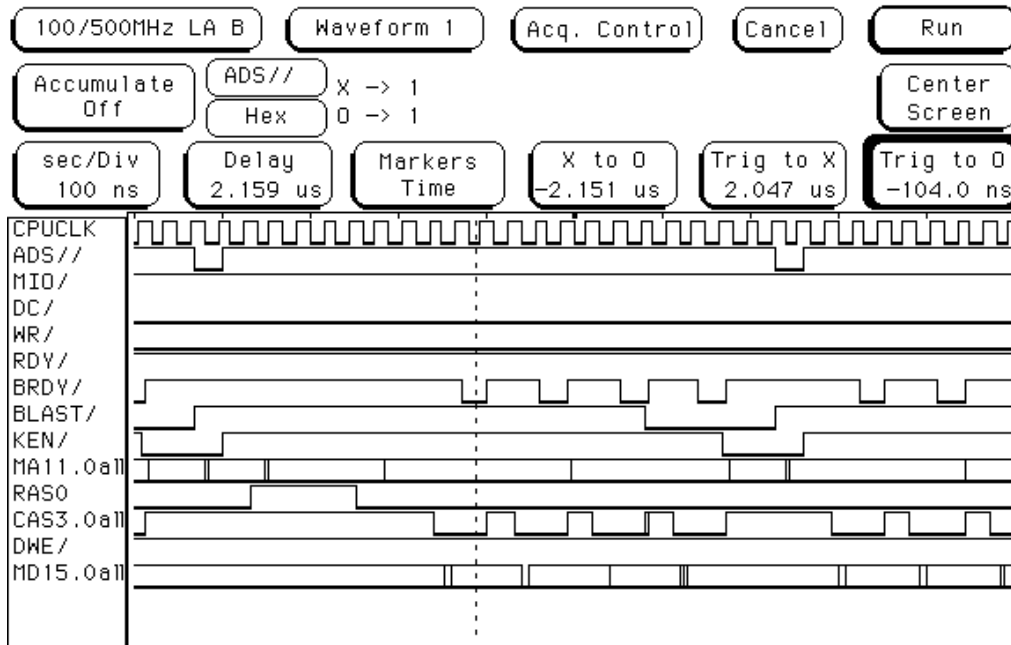 100/500MHz LA B Waveform 1 Acq. Control Cancel Run
Accumulate Off ADS// X -> 1 Center Screen
Hex O -> 1
sec/Div Delay Markers X to O Trig to X Trig to O
100 ns 2.159 us Time -2.151 us 2.047 us -104.0 ns
CPUCLK
ADS//
MIO/
DC/
WR/
RDY/
BRDY/
BLAST/
KEN/
MA11.0all
RAS0
CAS3.0all
DWE/
MD15.0all